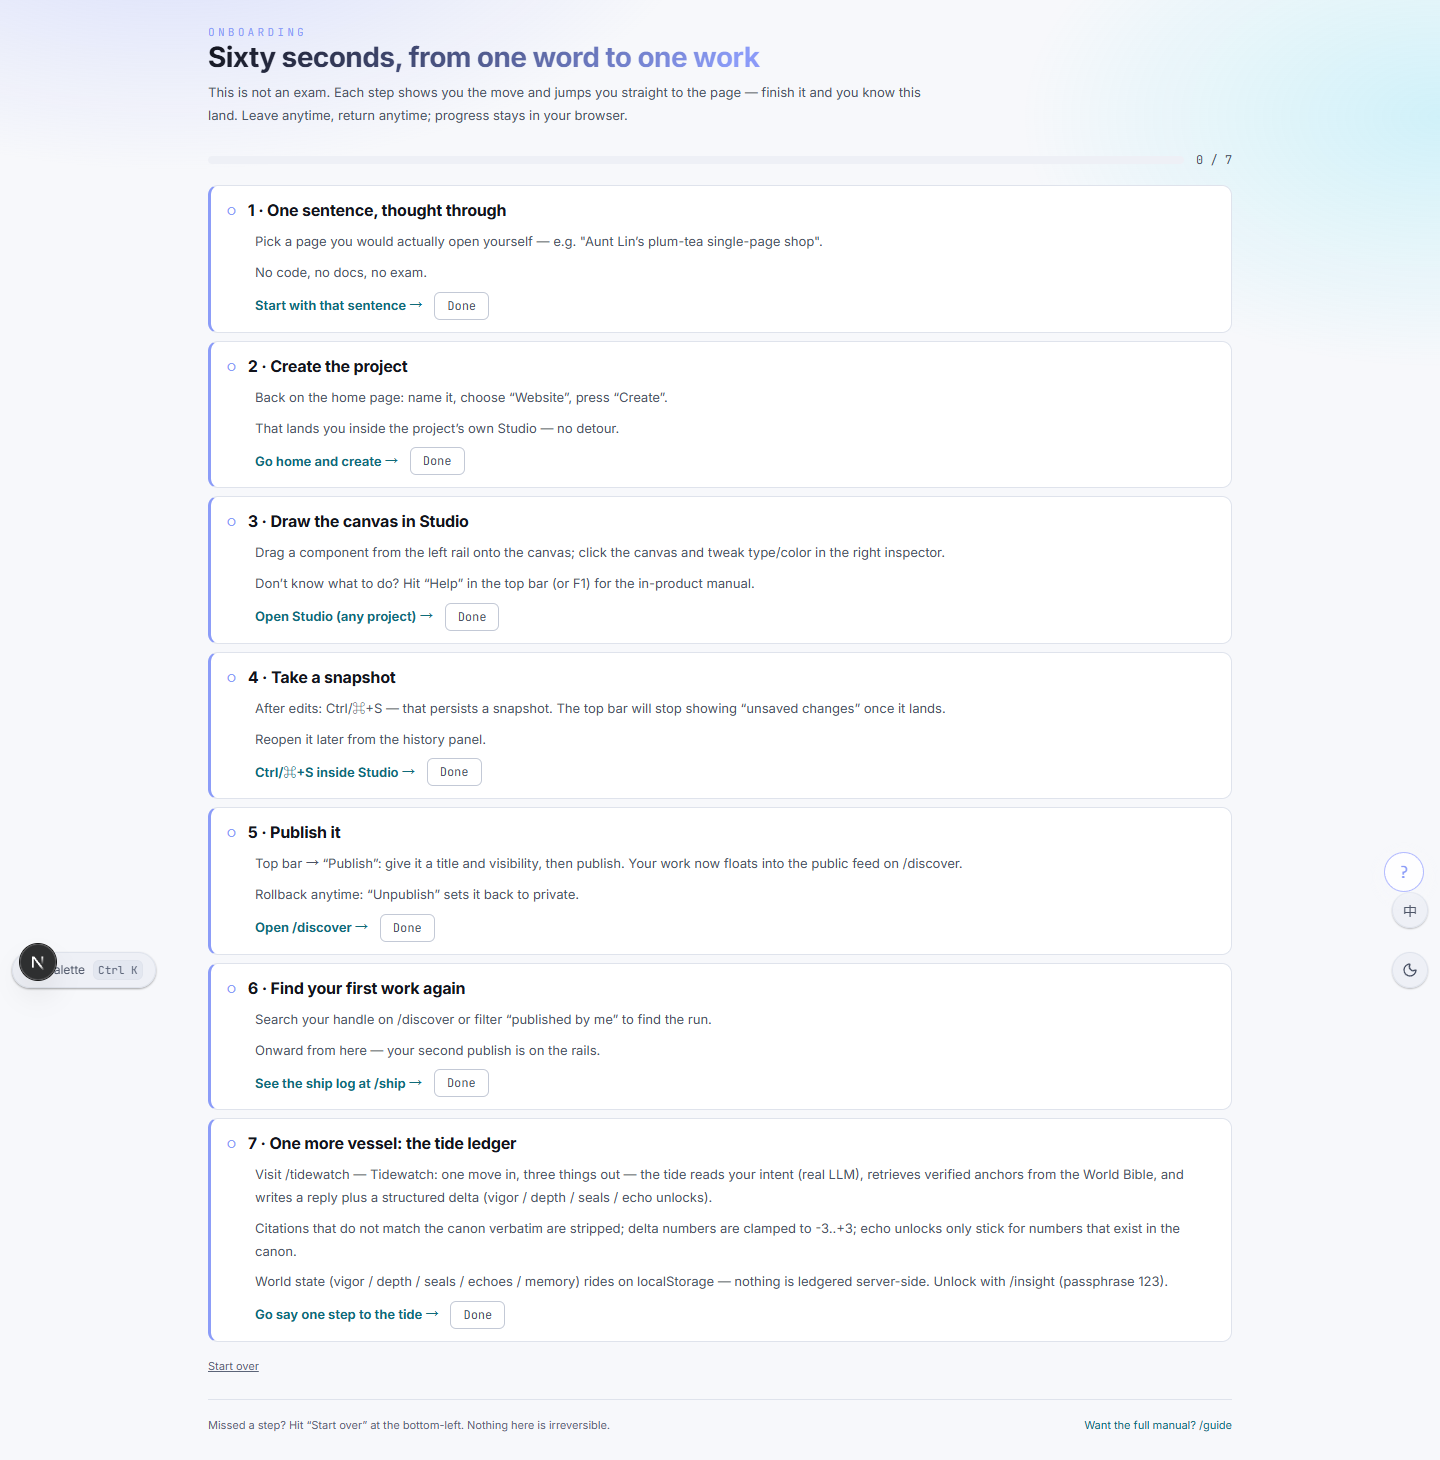 ONBOARDING
Sixty seconds, from one word to one work
This is not an exam. Each step shows you the move and jumps you straight to the page — finish it and you know this
land. Leave anytime, return anytime; progress stays in your browser.
0 / 7
○ 1 · One sentence, thought through
Pick a page you would actually open yourself — e.g. "Aunt Lin’s plum-tea single-page shop".
No code, no docs, no exam.
Start with that sentence → Done
○ 2 · Create the project
Back on the home page: name it, choose “Website”, press “Create”.
That lands you inside the project’s own Studio — no detour.
Go home and create → Done
○ 3 · Draw the canvas in Studio
Drag a component from the left rail onto the canvas; click the canvas and tweak type/color in the right inspector.
Don’t know what to do? Hit “Help” in the top bar (or F1) for the in-product manual.
Open Studio (any project) → Done
○ 4 · Take a snapshot
After edits: Ctrl/⌘+S — that persists a snapshot. The top bar will stop showing “unsaved changes” once it lands.
Reopen it later from the history panel.
Ctrl/⌘+S inside Studio → Done
○ 5 · Publish it
Top bar → “Publish”: give it a title and visibility, then publish. Your work now floats into the public feed on /discover.
Rollback anytime: “Unpublish” sets it back to private.
Open /discover → Done
?
中
N alette Ctrl K
○ 6 · Find your first work again
Search your handle on /discover or filter “published by me” to find the run.
Onward from here — your second publish is on the rails.
See the ship log at /ship → Done
○ 7 · One more vessel: the tide ledger
Visit /tidewatch — Tidewatch: one move in, three things out — the tide reads your intent (real LLM), retrieves verified anchors from the World Bible, and
writes a reply plus a structured delta (vigor / depth / seals / echo unlocks).
Citations that do not match the canon verbatim are stripped; delta numbers are clamped to -3..+3; echo unlocks only stick for numbers that exist in the
canon.
World state (vigor / depth / seals / echoes / memory) rides on localStorage — nothing is ledgered server-side. Unlock with /insight (passphrase 123).
Go say one step to the tide → Done
Start over
Missed a step? Hit “Start over” at the bottom-left. Nothing here is irreversible.
Want the full manual? /guide